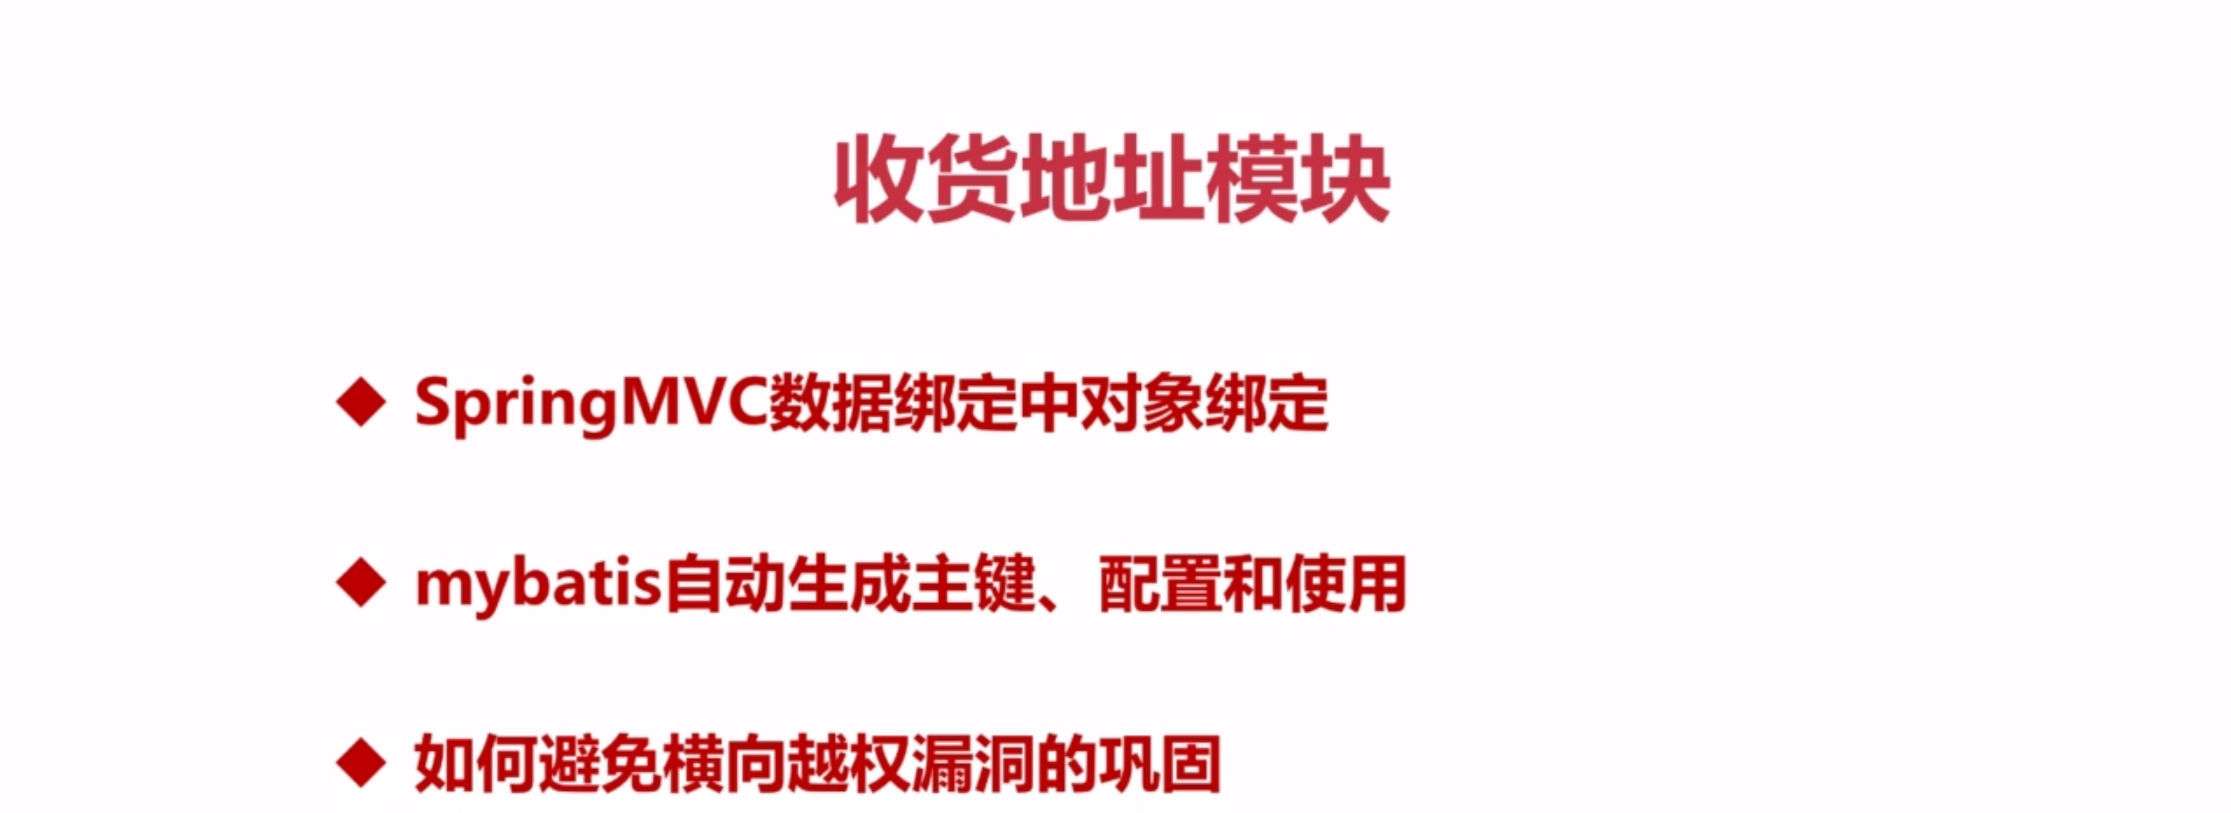 收货地址模块
◆ SpringMVC数据绑定中对象绑定
◆ mybatis自动生成主键、配置和使用
◆ 如何避免横向越权漏洞的巩固